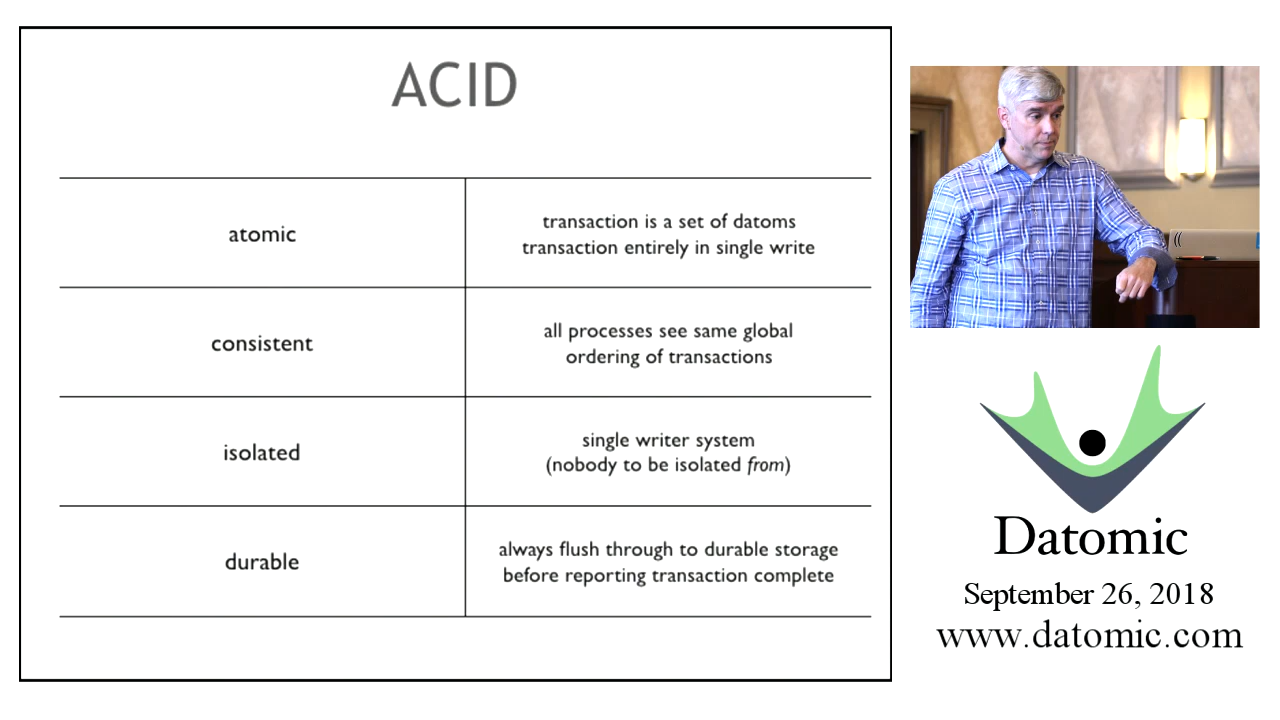 ACID
atomic
transaction is a set of datoms
transaction entirely in single write
consistent
all processes see same global
ordering of transactions
isolated
single writer system
(nobody to be isolated from)
durable
always flush through to durable storage
before reporting transaction complete
Datomic
September 26, 2018
www.datomic.com